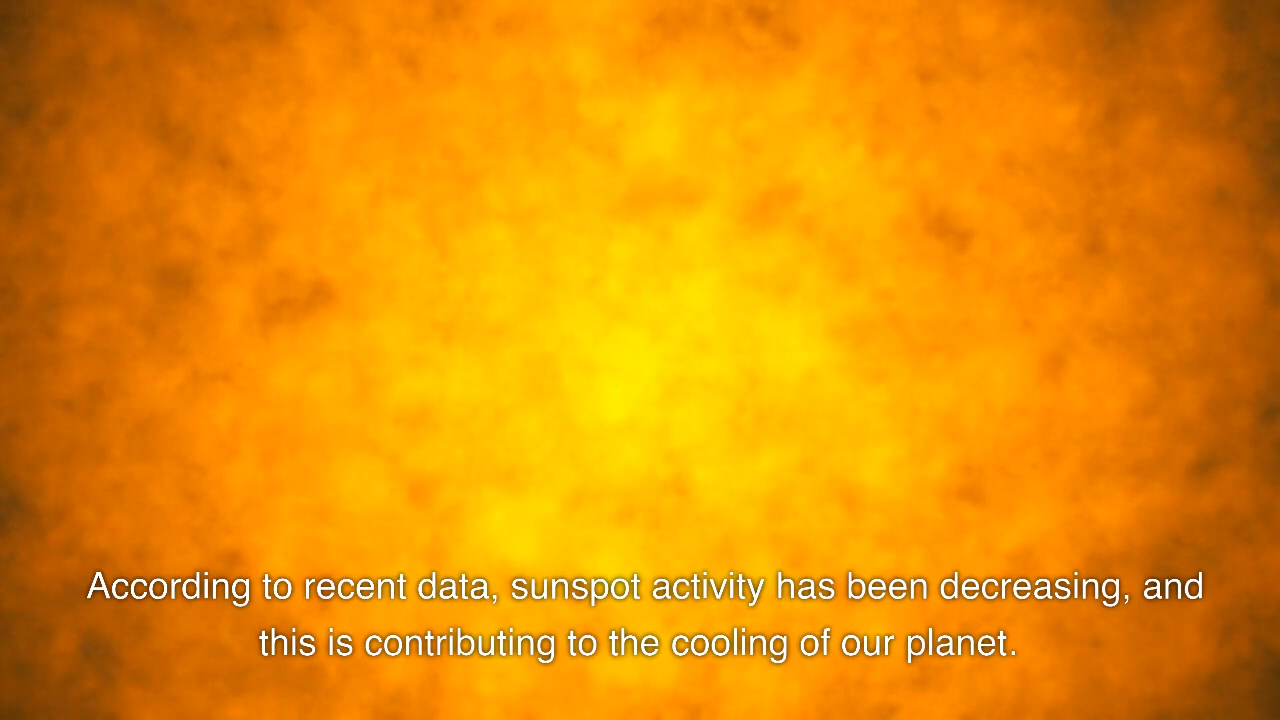 According to recent data, sunspot activity has been decreasing, and
this is contributing to the cooling of our planet.